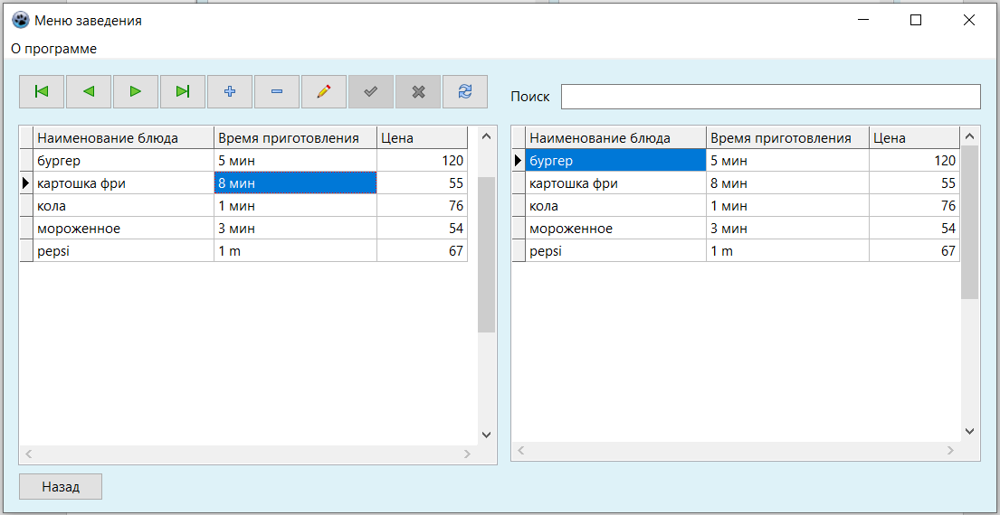 Меню заведения
О программе
Поиск
Наименование блюда Время приготовления Цена
бургер 5 мин 120
картошка фри 8 мин 55
кола 1 мин 76
мороженное 3 мин 54
pepsi 1 m 67
Наименование блюда Время приготовления Цена
бургер 5 мин 120
картошка фри 8 мин 55
кола 1 мин 76
мороженное 3 мин 54
pepsi 1 m 67
Назад